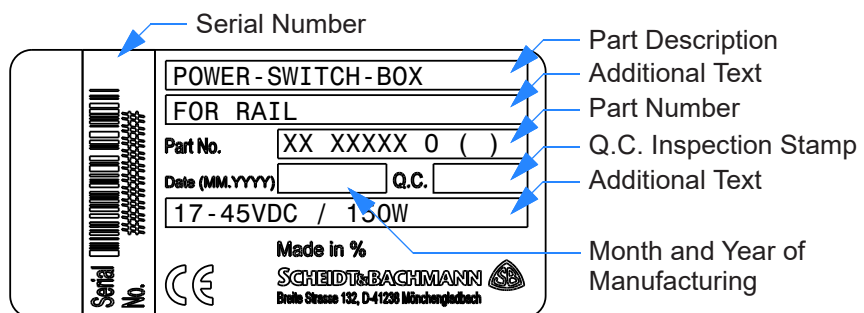 Serial Number
Part Description
Additional Text
Part Number
Q.C. Inspection Stamp
Additional Text
Month and Year of
Manufacturing
POWER-SWITCH-BOX
FOR RAIL
Part No. XX XXXXX 0 ( )
Date (MM.YYYY) Q.C.
17-45VDC / 150W
Made in %
SCHEIDT&BACHMANN SB
Breite Strasse 132, D-41238 Mönchengladbach
CE
Serial
No.